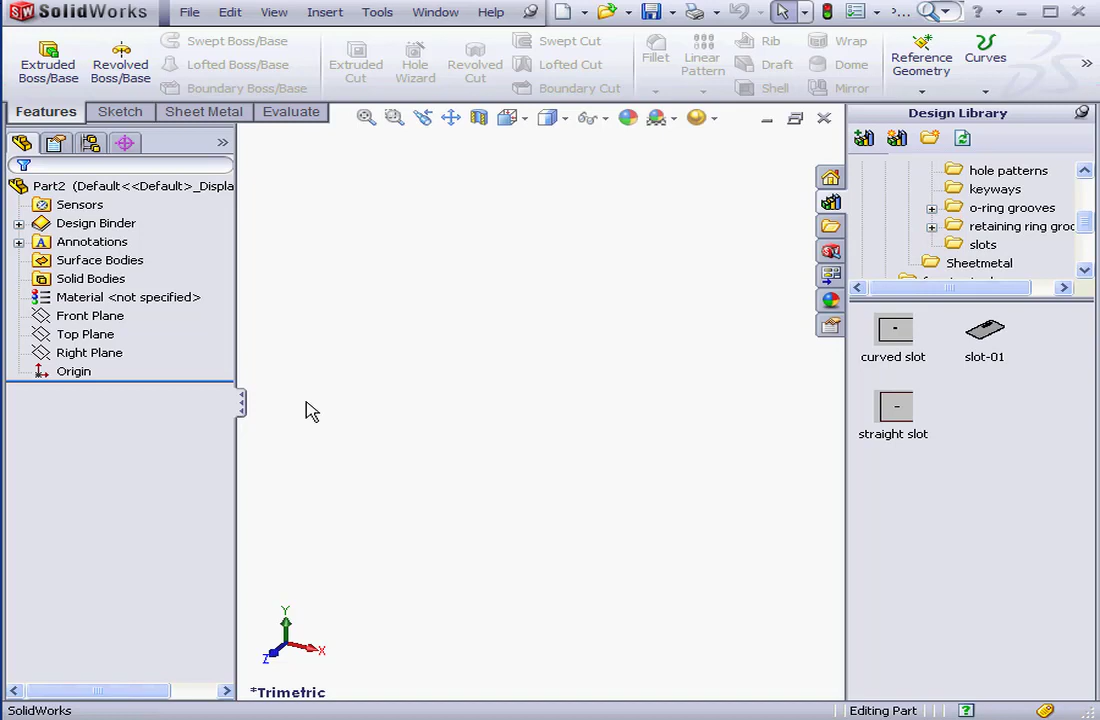 SolidWorks File Edit View Insert Tools Window Help
Extruded Boss/Base
Revolved Boss/Base
Swept Boss/Base
Lofted Boss/Base
Boundary Boss/Base
Extruded Cut
Hole Wizard
Revolved Cut
Swept Cut
Lofted Cut
Boundary Cut
Fillet
Linear Pattern
Rib
Draft
Shell
Wrap
Dome
Mirror
Reference Geometry
Curves
Features Sketch Sheet Metal Evaluate
Part2 (Default<<Default>_Displa
Sensors
Design Binder
Annotations
Surface Bodies
Solid Bodies
Material <not specified>
Front Plane
Top Plane
Right Plane
Origin
Y
X
Z
*Trimetric
Design Library
hole patterns
keyways
o-ring grooves
retaining ring groo
slots
Sheetmetal
curved slot
slot-01
straight slot
SolidWorks
Editing Part